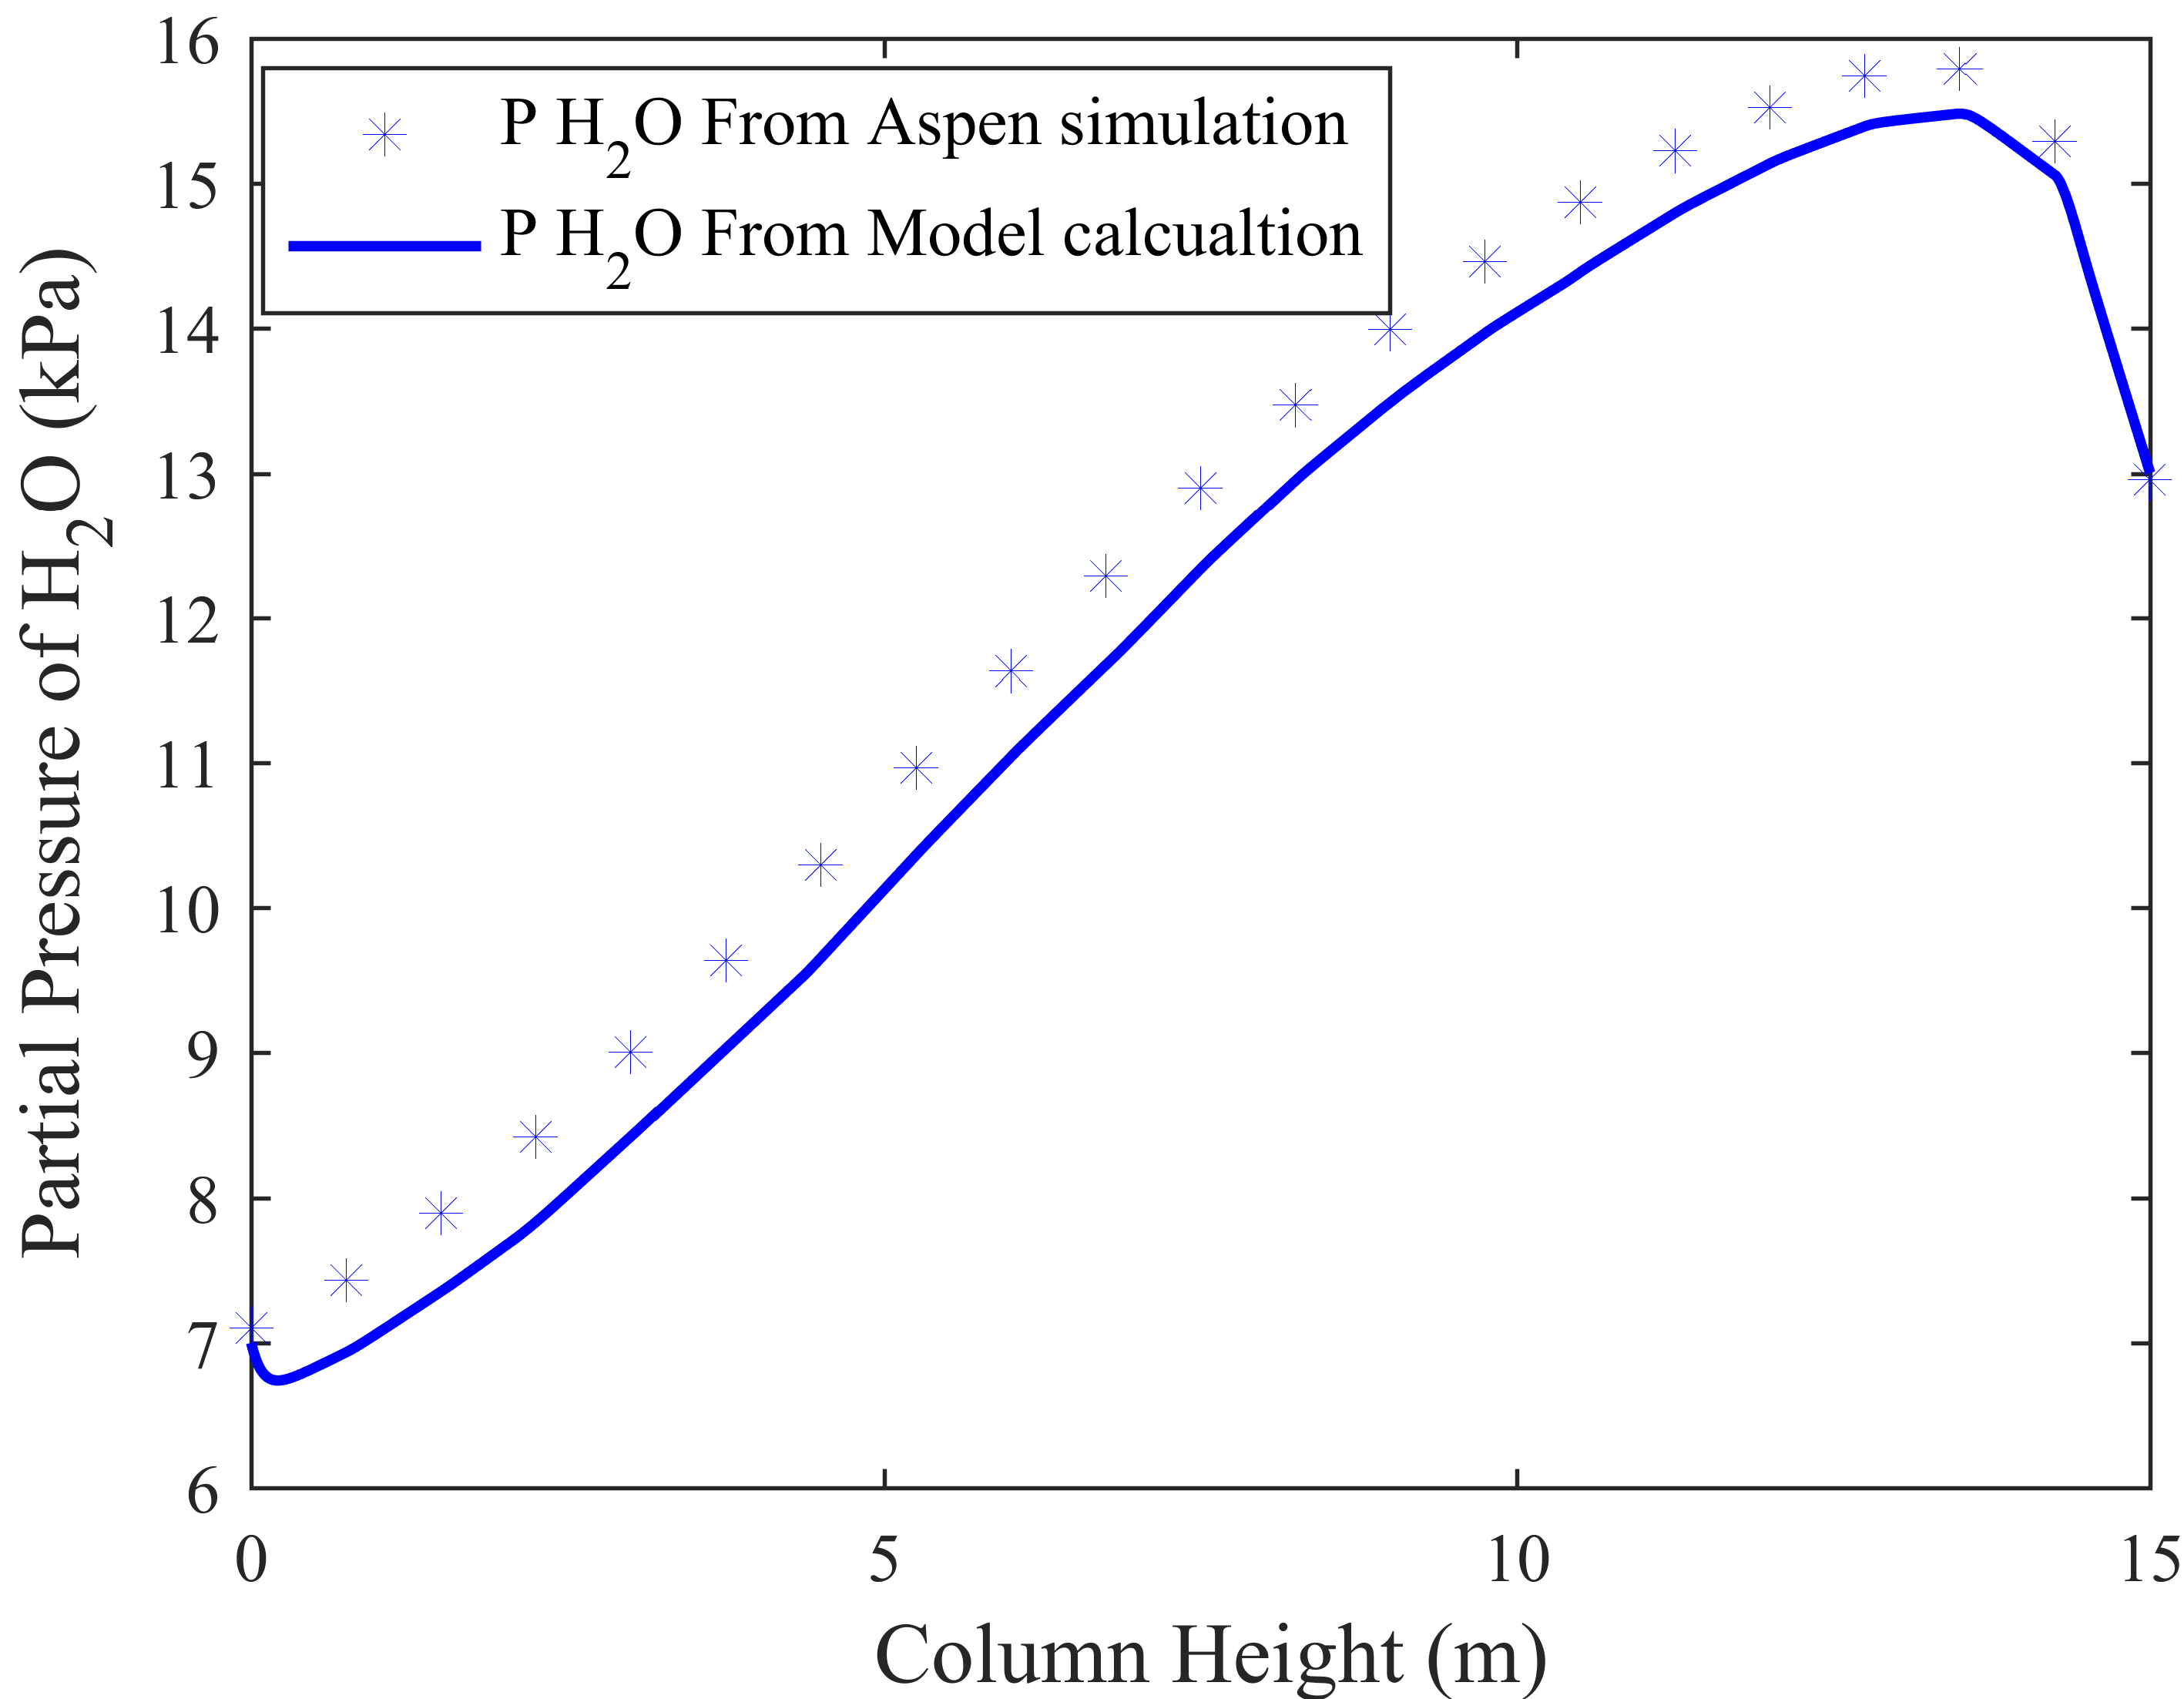 Partial Pressure of H2O (kPa)
16
15
14
13
12
11
10
9
8
7
6
P H2O From Aspen simulation
P H2O From Model calcualtion
0 5 10 15
Column Height (m)